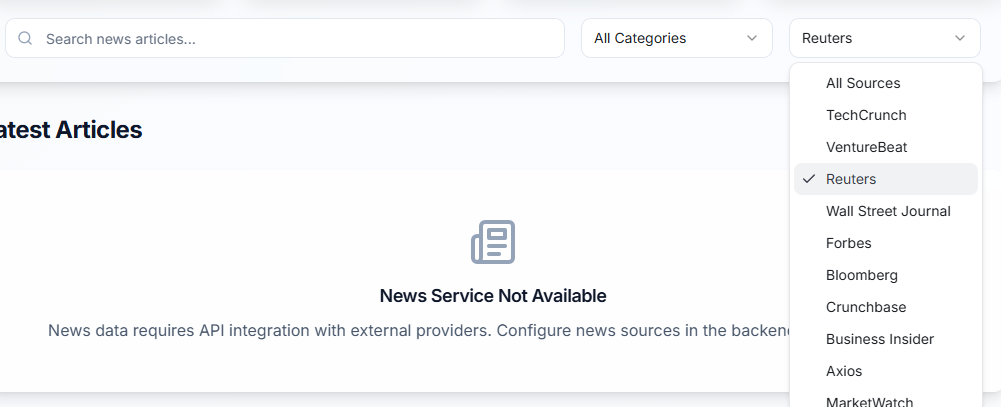 Search news articles...
All Categories
Reuters
All Sources
TechCrunch
VentureBeat
Reuters
Wall Street Journal
Forbes
Bloomberg
Crunchbase
Business Insider
Axios
MarketWatch
atest Articles
News Service Not Available
News data requires API integration with external providers. Configure news sources in the backen